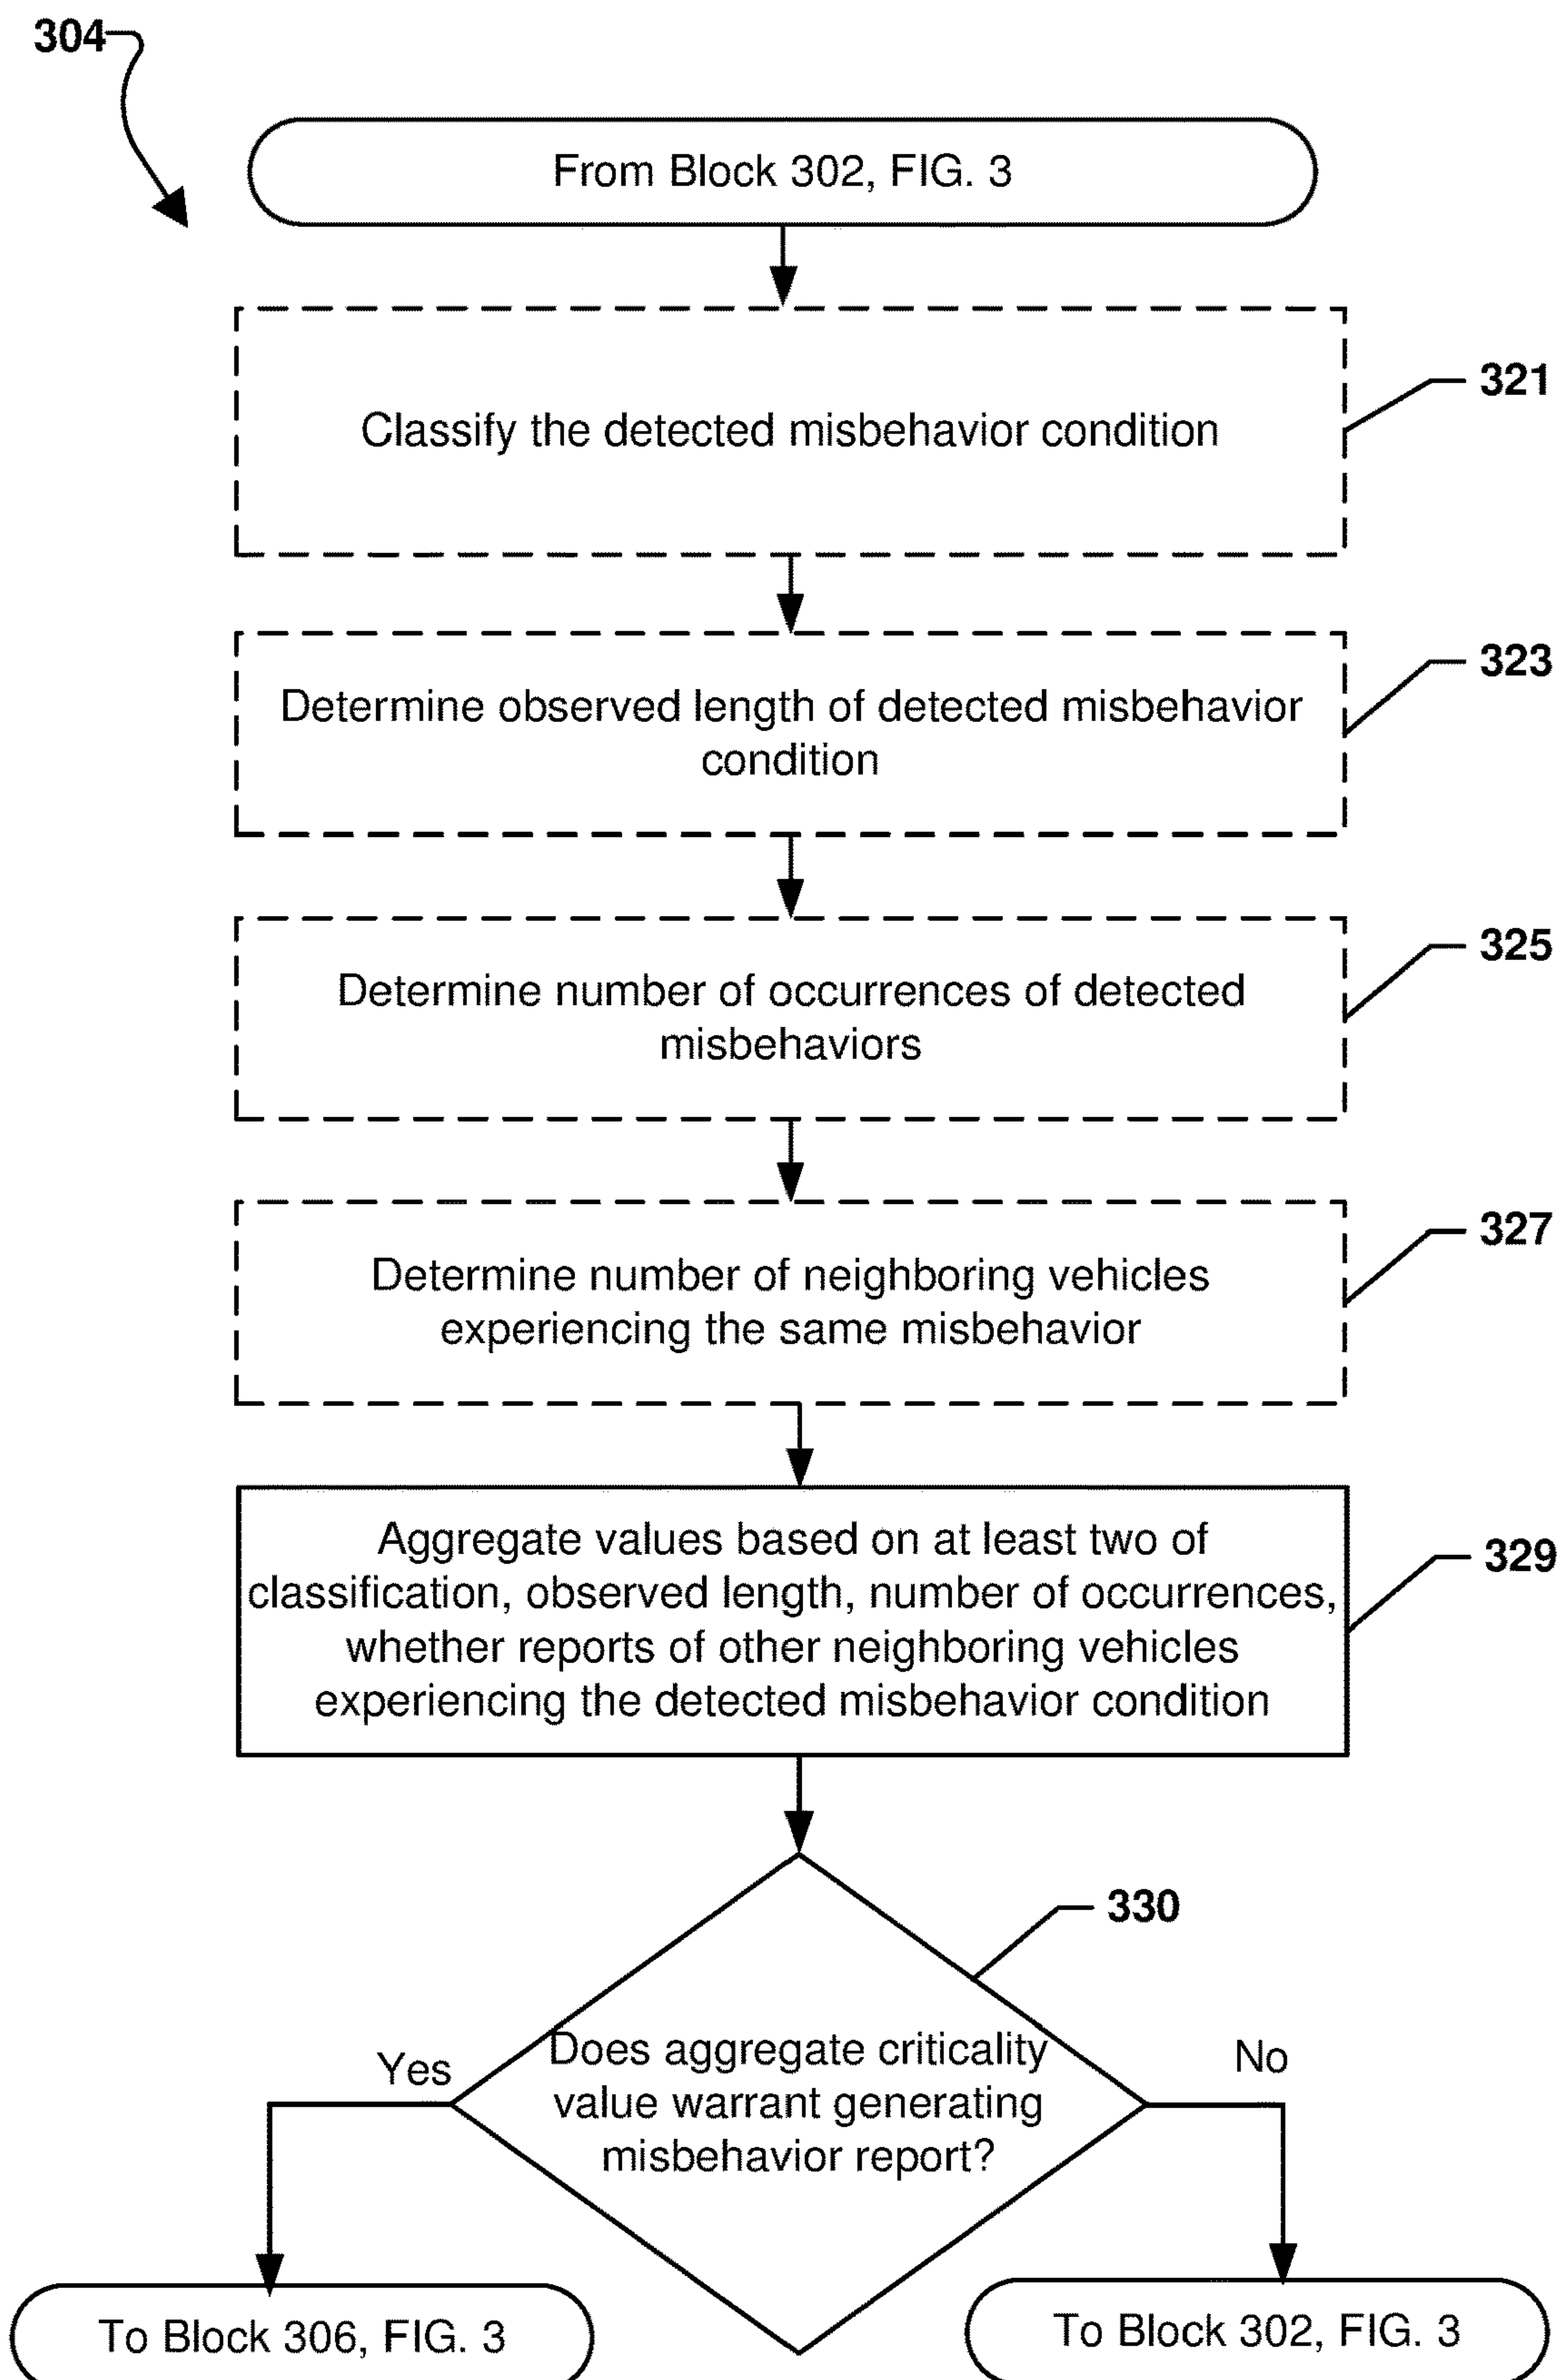 304
From Block 302, FIG. 3
Classify the detected misbehavior condition
321
Determine observed length of detected misbehavior
condition
323
Determine number of occurrences of detected
misbehaviors
325
Determine number of neighboring vehicles
experiencing the same misbehavior
327
Aggregate values based on at least two of
classification, observed length, number of occurrences,
whether reports of other neighboring vehicles
experiencing the detected misbehavior condition
329
330
Does aggregate criticality
value warrant generating
misbehavior report?
Yes
No
To Block 306, FIG. 3
To Block 302, FIG. 3